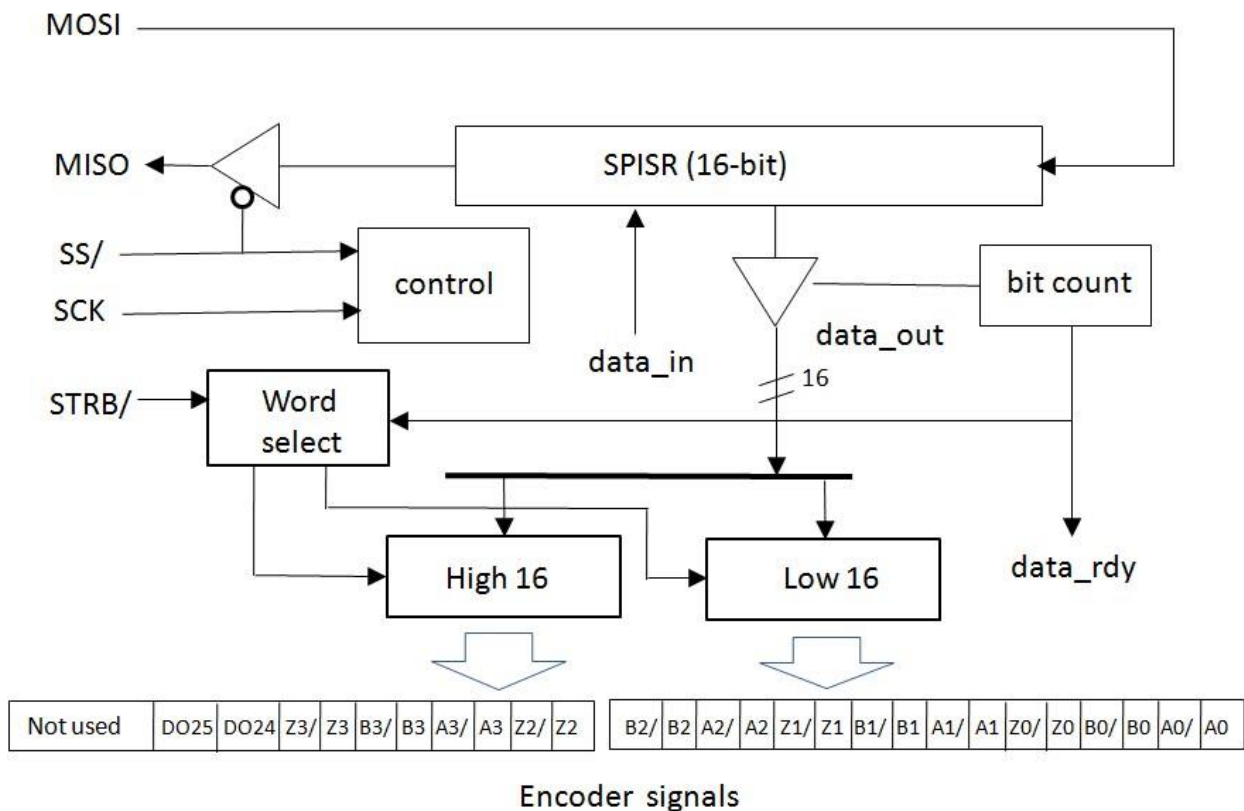 MOSI
MISO
SPISR (16-bit)
SS/
SCK
control
bit count
data_in
data_out
16
STRB/
Word
select
High 16
Low 16
data_rdy
Not used DO25 DO24 Z3/ Z3 B3/ B3 A3/ A3 Z2/ Z2
B2/ B2 A2/ A2 Z1/ Z1 B1/ B1 A1/ A1 Z0/ Z0 B0/ B0 A0/ A0
Encoder signals